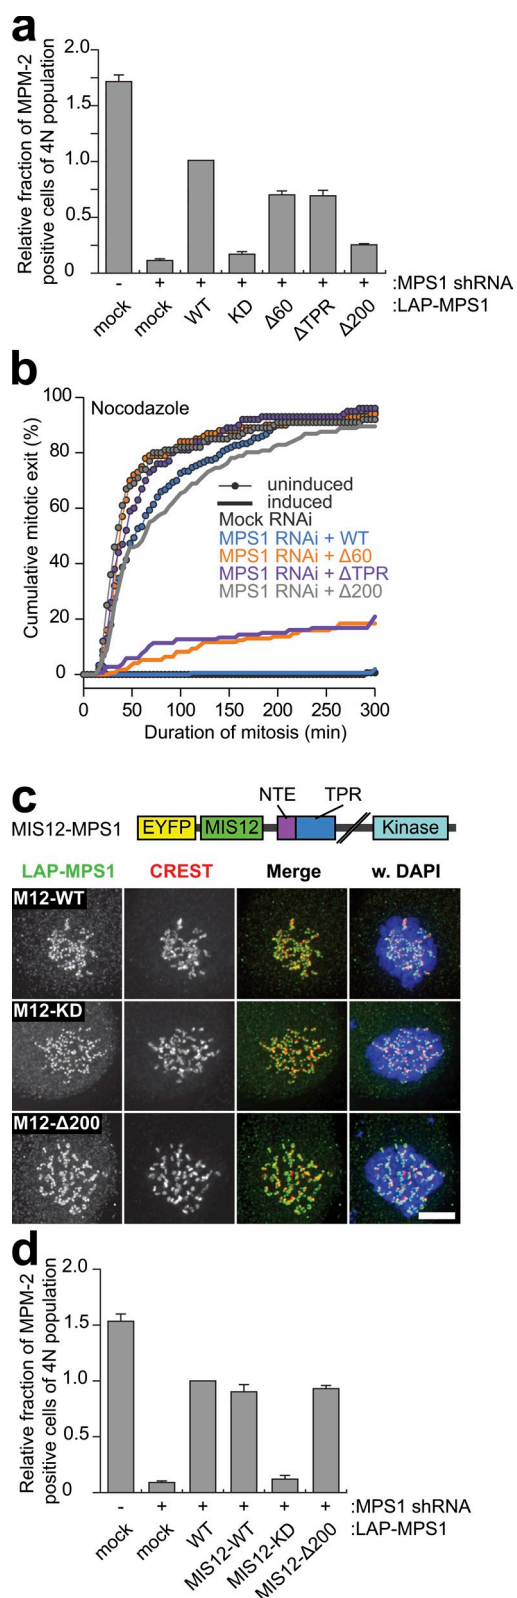 a
Relative fraction of MPM-2
positive cells of 4N population
2.0
1.5
1.0
0.5
0
- + + + + + + :MPS1 shRNA
mock mock WT KD Δ60 ΔTPR Δ200 :LAP-MPS1
b
Cumulative mitotic exit (%)
100
80
60
40
20
0
Nocodazole
uninduced
induced
Mock RNAi
MPS1 RNAi + WT
MPS1 RNAi + Δ60
MPS1 RNAi + ΔTPR
MPS1 RNAi + Δ200
0 50 100 150 200 250 300
Duration of mitosis (min)
c
NTE TPR
MIS12-MPS1 EYFP MIS12 Kinase
LAP-MPS1 CREST Merge w. DAPI
M12-WT
M12-KD
M12-Δ200
d
Relative fraction of MPM-2
positive cells of 4N population
2.0
1.5
1.0
0.5
0
- + + + + + :MPS1 shRNA
mock mock WT MIS12-WT MIS12-KD MIS12-Δ200 :LAP-MPS1